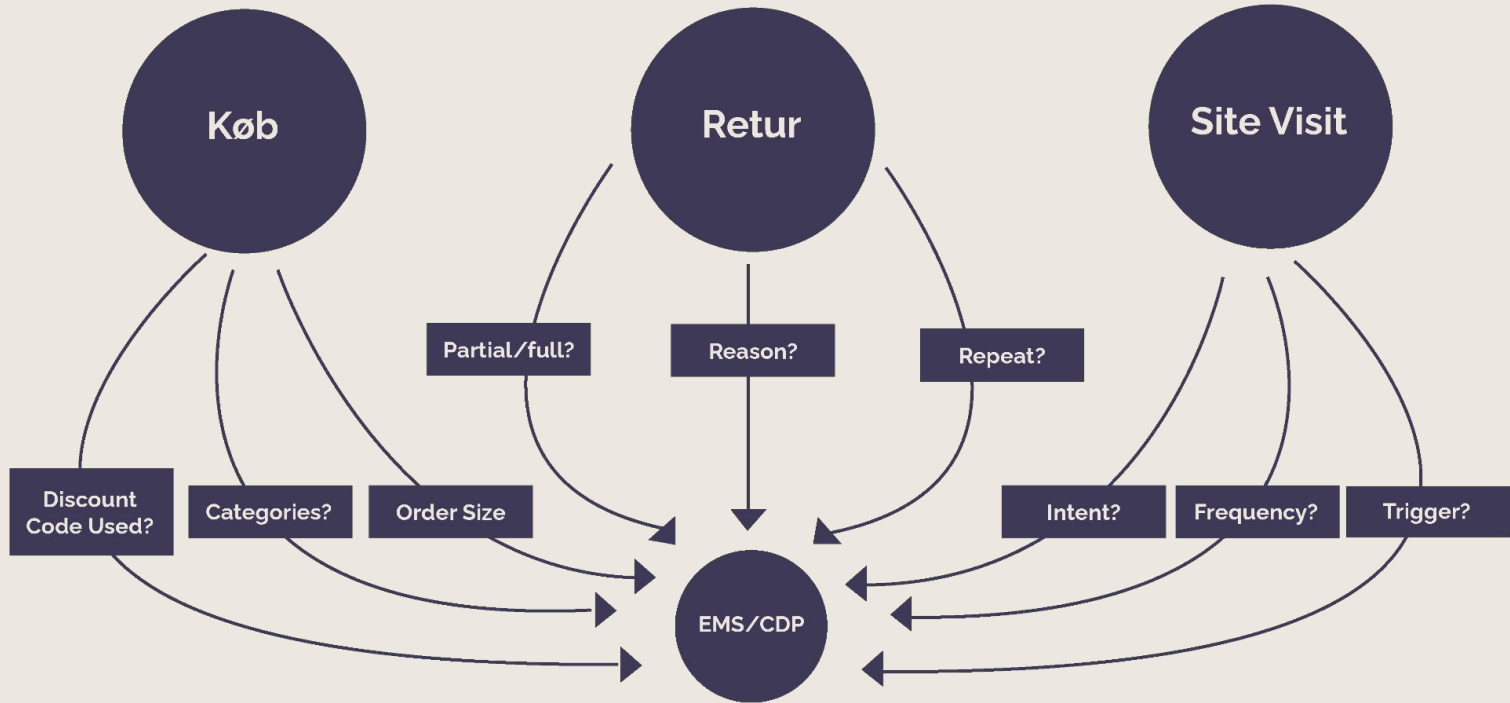 Køb
Retur
Site Visit
Partial/full?
Reason?
Repeat?
Discount
Code Used?
Categories?
Order Size
Intent?
Frequency?
Trigger?
EMS/CDP